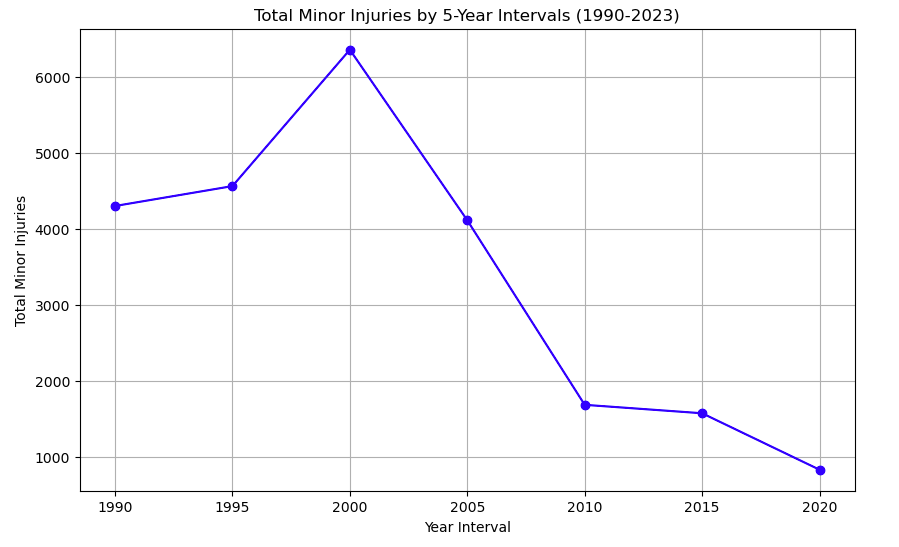 Total Minor Injuries by 5-Year Intervals (1990-2023)
Total Minor Injuries
6000
5000
4000
3000
2000
1000
1990 1995 2000 2005 2010 2015 2020
Year Interval